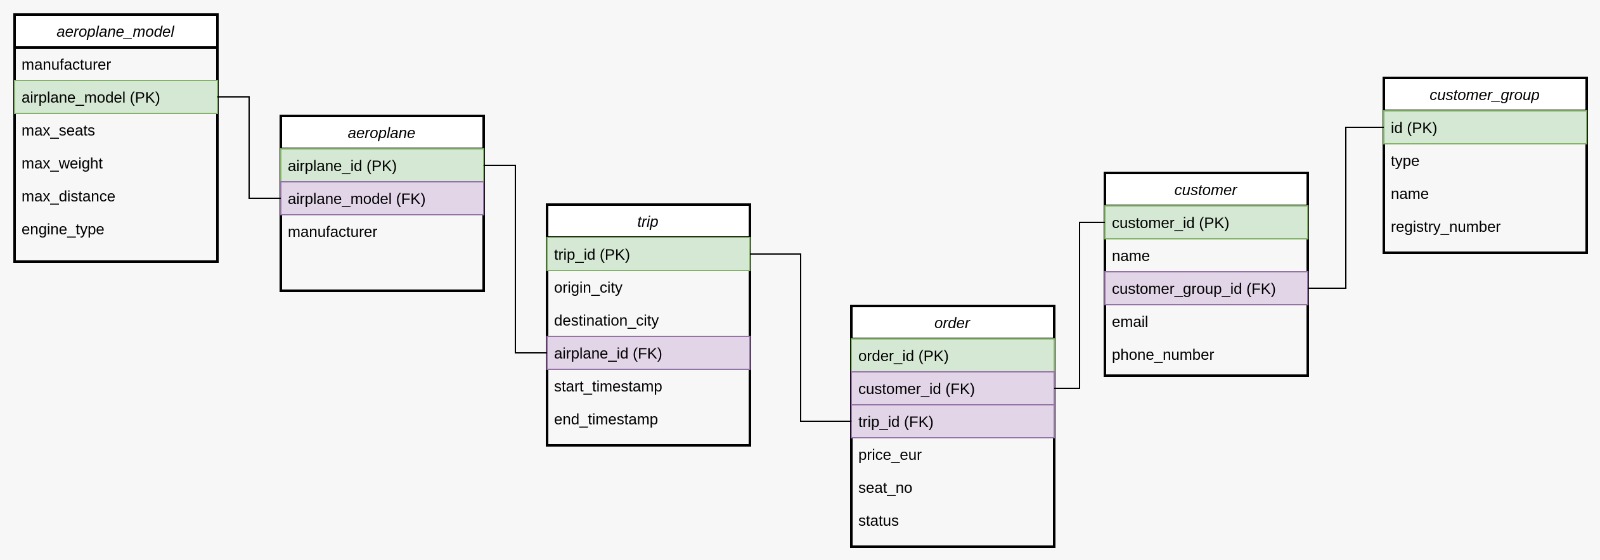 aeroplane_model
manufacturer
airplane_model (PK)
max_seats
max_weight
max_distance
engine_type
aeroplane
airplane_id (PK)
airplane_model (FK)
manufacturer
trip
trip_id (PK)
origin_city
destination_city
airplane_id (FK)
start_timestamp
end_timestamp
order
order_id (PK)
customer_id (FK)
trip_id (FK)
price_eur
seat_no
status
customer
customer_id (PK)
name
customer_group_id (FK)
email
phone_number
customer_group
id (PK)
type
name
registry_number